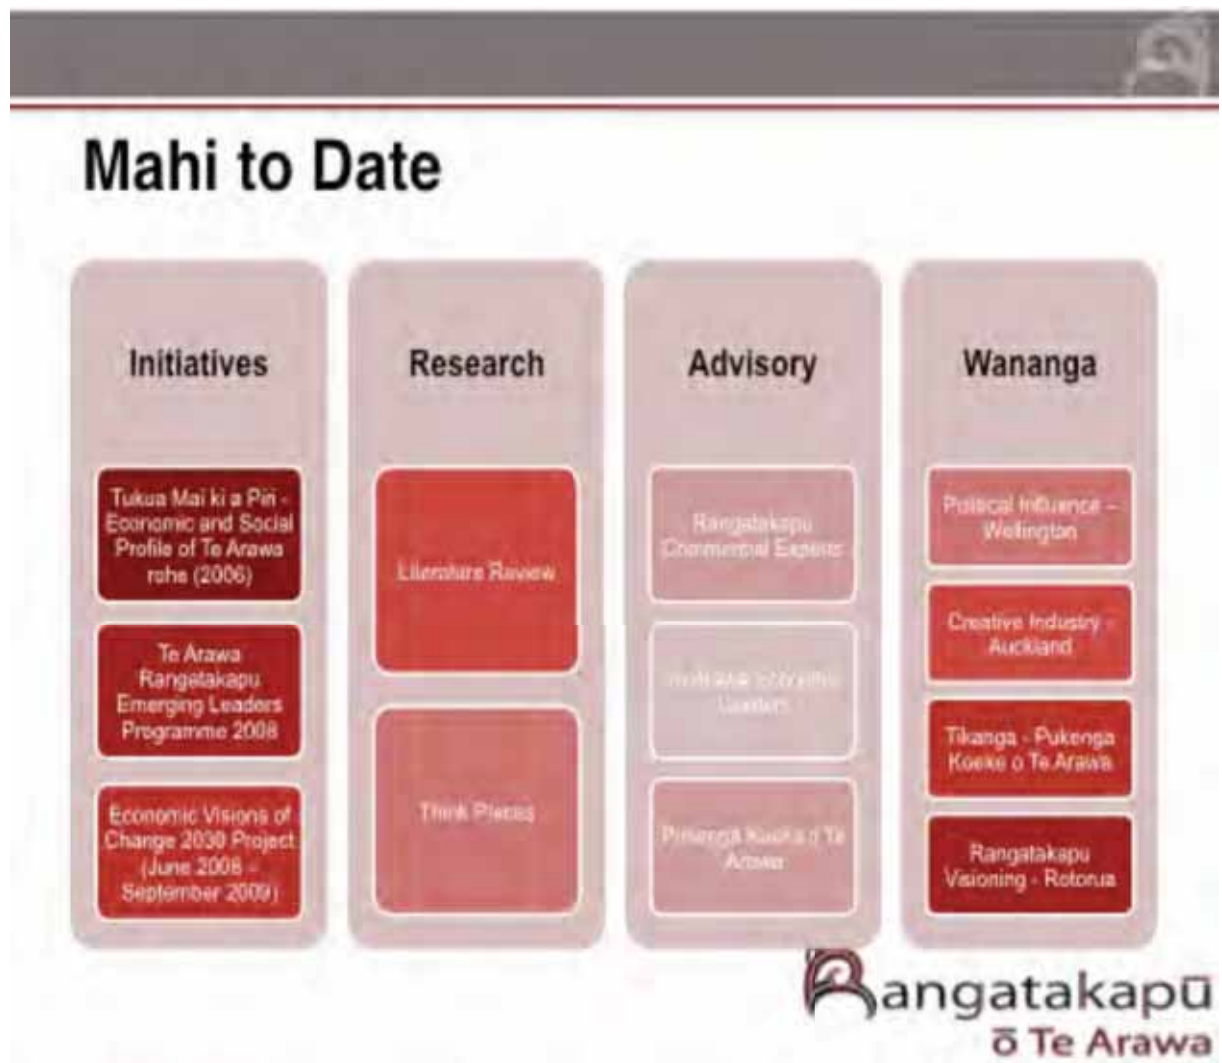 Mahi to Date
Initiatives
Tukua Mai ki a Piri -
Economic and Social
Profile of Te Arawa
rohe (2006)
Te Arawa
Rangatakapu
Emerging Leaders
Programme 2008
Economic Visions of
Change 2030 Project
(June 2008 –
September 2009)
Research
Literature Review
Think Pieces
Advisory
Rangatakapu
Commercial Experts
Economic
Leaders
Pukenga Koeke o Te
Arawa
Wananga
Political Influence –
Wellington
Creative Industry -
Auckland
Tikanga - Pukenga
Koeke o Te Arawa
Rangatakapu
Visioning - Rotorua
Rangatakapū
ō Te Arawa